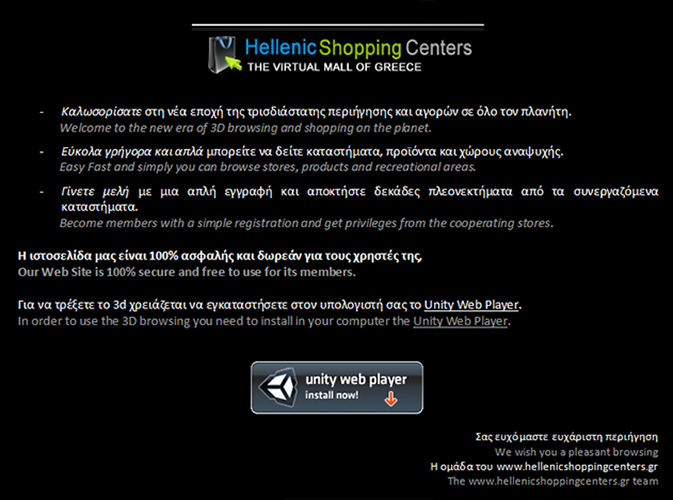 Hellenic Shopping Centers
THE VIRTUAL MALL OF GREECE
- Καλωσορίσατε στη νέα εποχή της τρισδιάστατης περιήγησης και αγορών σε όλο τον πλανήτη.
Welcome to the new era of 3D browsing and shopping on the planet.
- Εύκολα γρήγορα και απλά μπορείτε να δείτε καταστήματα, προϊόντα και χώρους αναψυχής.
Easy Fast and simply you can browse stores, products and recreational areas.
- Γίνετε μελή με μια απλή εγγραφή και αποκτήστε δεκάδες πλεονεκτήματα από τα συνεργαζόμενα
καταστήματα.
Become members with a simple registration and get privileges from the cooperating stores.
Η ιστοσελίδα μας είναι 100% ασφαλής και δωρεάν για τους χρηστές της,
Our Web Site is 100% secure and free to use for its members.
Για να τρέξετε το 3d χρειάζεται να εγκαταστήσετε στον υπολογιστή σας το Unity Web Player.
In order to use the 3D browsing you need to install in your computer the Unity Web Player.
unity web player
install now!
Σας ευχόμαστε ευχάριστη περιήγηση
We wish you a pleasant browsing
Η ομάδα του www.hellenicshoppingcenters.gr
The www.hellenicshoppingcenters.gr team